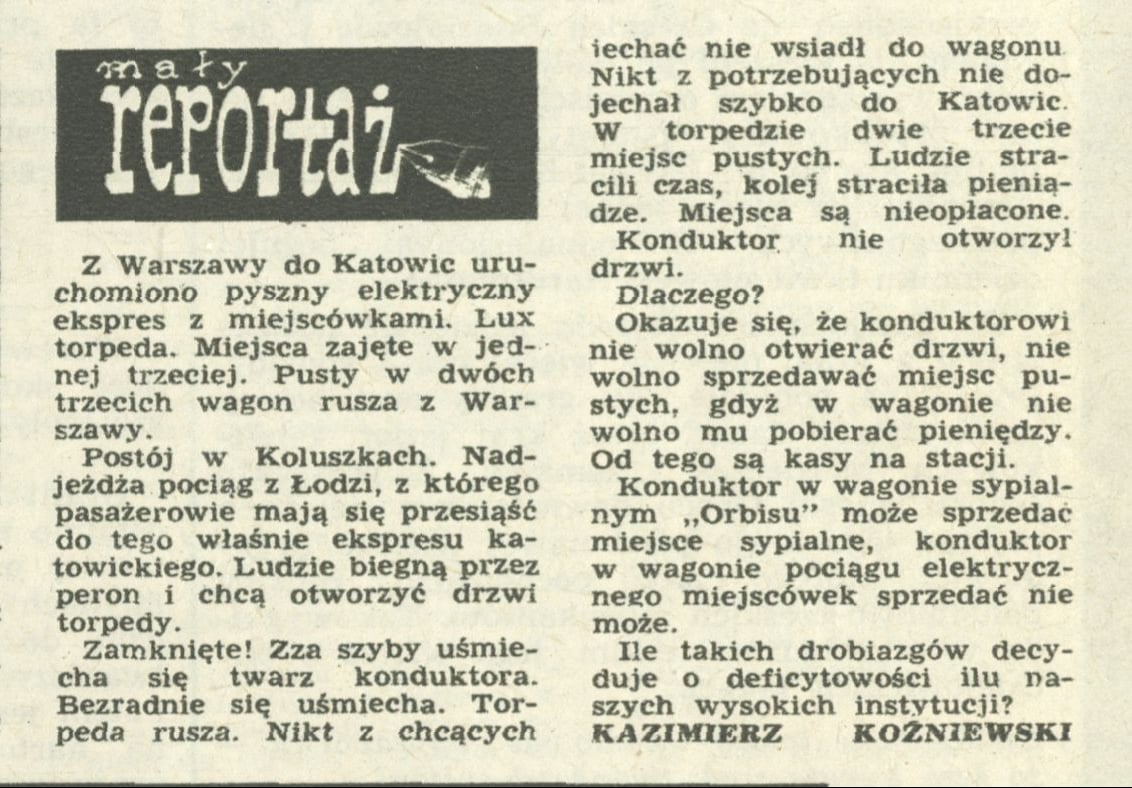 mały
reportaż
Z Warszawy do Katowic uru-
chomiono pyszny elektryczny
ekspres z miejscówkami. Lux
torpeda. Miejsca zajęte w jed-
nej trzeciej. Pusty w dwóch
trzecich wagon rusza z War-
szawy.
Postój w Koluszkach. Nad-
jeżdża pociąg z Łodzi, z którego
pasażerowie mają się przesiąść
do tego właśnie ekspresu ka-
towickiego. Ludzie biegną przez
peron i chcą otworzyć drzwi
torpedy.
Zamknięte! Zza szyby uśmie-
cha się twarz konduktora.
Bezradnie się uśmiecha. Tor-
peda rusza. Nikt z chcących
iechać nie wsiadł do wagonu
Nikt z potrzebujących nie do-
jechał szybko do Katowic.
W torpedzie dwie trzecie
miejsc pustych. Ludzie stra-
cili czas, kolej straciła pienią-
dze. Miejsca są nieopłacone.
Konduktor nie otworzył
drzwi.
Dlaczego?
Okazuje się, że konduktorowi
nie wolno otwierać drzwi, nie
wolno sprzedawać miejsc pu-
stych, gdyż w wagonie nie
wolno mu pobierać pieniędzy.
Od tego są kasy na stacji.
Konduktor w wagonie sypial-
nym „Orbisu” może sprzedać
miejsce sypialne, konduktor
w wagonie pociągu elektrycz-
nego miejscówek sprzedać nie
może.
Ile takich drobiazgów decy-
duje o deficytowości ilu na-
szych wysokich instytucji?
KAZIMIERZ KOŹNIEWSKI